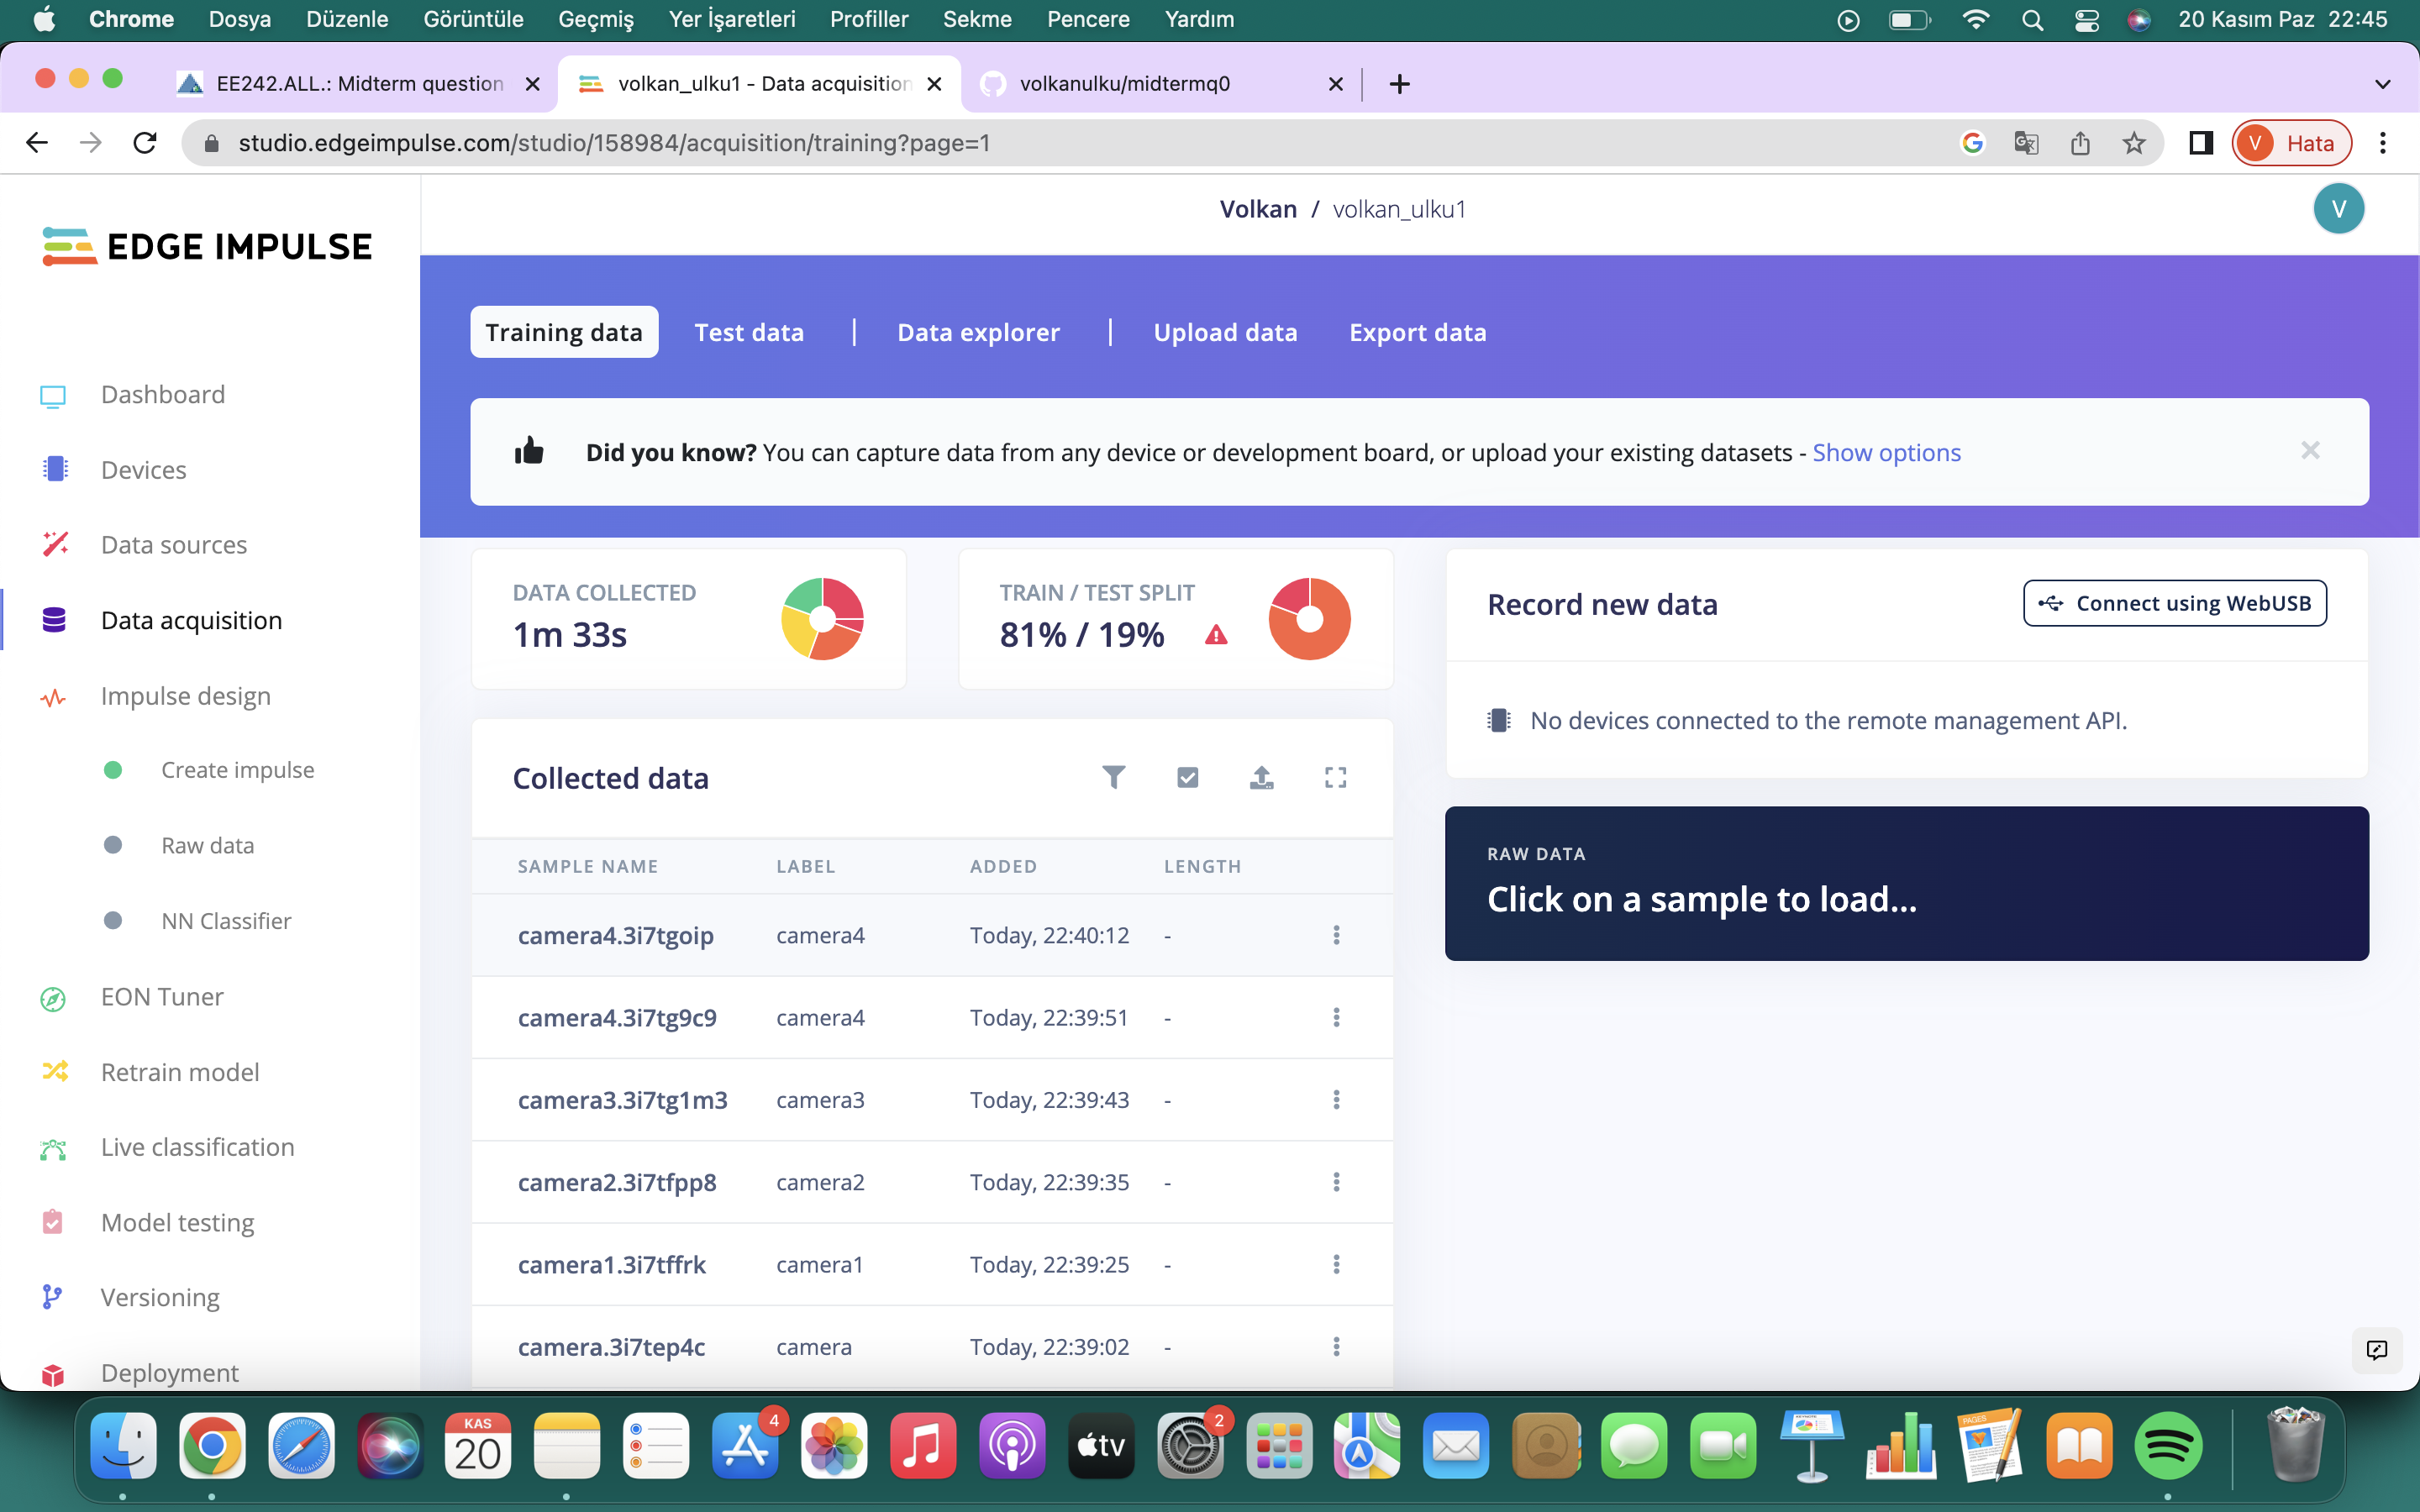 Chrome Dosya Düzenle Görüntüle Geçmiş Yer İşaretleri Profiller Sekme Pencere Yardım 20 Kasım Paz 22:45
EE242.ALL.: Midterm question volkan_ulku1 - Data acquisition volkanulku/midtermq0
studio.edgeimpulse.com/studio/158984/acquisition/training?page=1 V Hata
Volkan / volkan_ulku1 V
EDGE IMPULSE
Dashboard
Devices
Data sources
Data acquisition
Impulse design
Create impulse
Raw data
NN Classifier
EON Tuner
Retrain model
Live classification
Model testing
Versioning
Deployment
Training data Test data | Data explorer | Upload data Export data
Did you know? You can capture data from any device or development board, or upload your existing datasets - Show options
DATA COLLECTED
1m 33s
TRAIN / TEST SPLIT
81% / 19%
Record new data
Connect using WebUSB
No devices connected to the remote management API.
RAW DATA
Click on a sample to load...
Collected data
SAMPLE NAME LABEL ADDED LENGTH
camera4.3i7tgoip camera4 Today, 22:40:12 -
camera4.3i7tg9c9 camera4 Today, 22:39:51 -
camera3.3i7tg1m3 camera3 Today, 22:39:43 -
camera2.3i7tfpp8 camera2 Today, 22:39:35 -
camera1.3i7tffrk camera1 Today, 22:39:25 -
camera.3i7tep4c camera Today, 22:39:02 -
KAS
20
4
tv
2
PAGES